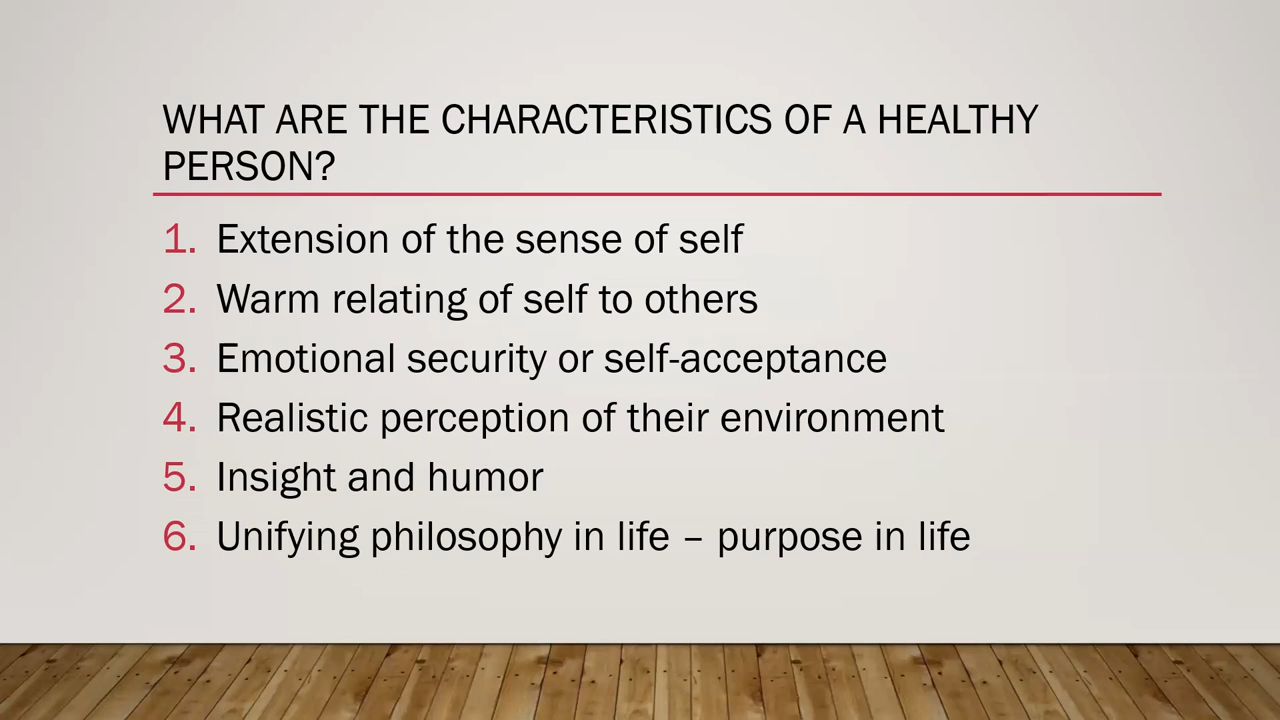 WHAT ARE THE CHARACTERISTICS OF A HEALTHY
PERSON?
1. Extension of the sense of self
2. Warm relating of self to others
3. Emotional security or self-acceptance
4. Realistic perception of their environment
5. Insight and humor
6. Unifying philosophy in life – purpose in life